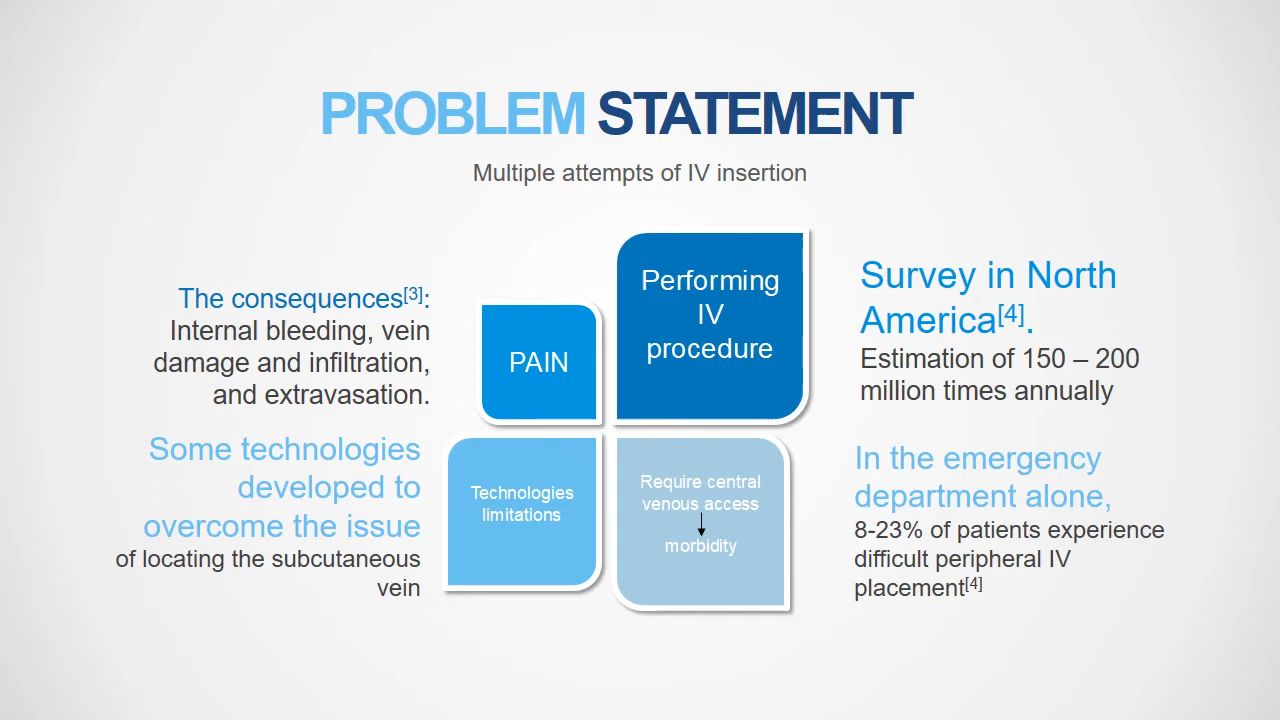 PROBLEM STATEMENT
Multiple attempts of IV insertion
The consequences[3]:
Internal bleeding, vein
damage and infiltration,
and extravasation.
PAIN
Performing
IV
procedure
Survey in North
America[4].
Estimation of 150 – 200
million times annually
Some technologies
developed to
overcome the issue
of locating the subcutaneous
vein
Technologies
limitations
Require central
venous access
morbidity
In the emergency
department alone,
8-23% of patients experience
difficult peripheral IV
placement[4]